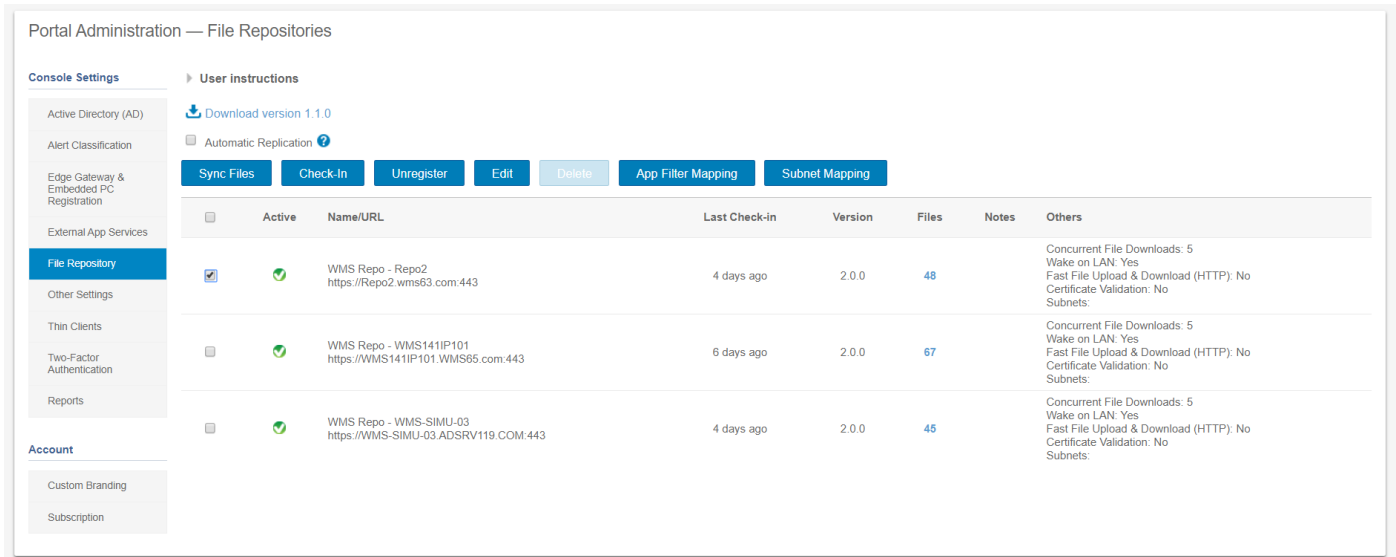 Portal Administration — File Repositories
Console Settings
Active Directory (AD)
Alert Classification
Edge Gateway &
Embedded PC
Registration
External App Services
File Repository
Other Settings
Thin Clients
Two-Factor
Authentication
Reports
Account
Custom Branding
Subscription
User instructions
Download version 1.1.0
Automatic Replication ?
Sync Files Check-In Unregister Edit Delete App Filter Mapping Subnet Mapping
Active Name/URL Last Check-in Version Files Notes Others
WMS Repo - Repo2
https://Repo2.wms63.com:443
4 days ago 2.0.0 48
Concurrent File Downloads: 5
Wake on LAN: Yes
Fast File Upload & Download (HTTP): No
Certificate Validation: No
Subnets:
WMS Repo - WMS141IP101
https://WMS141IP101.WMS65.com:443
6 days ago 2.0.0 67
Concurrent File Downloads: 5
Wake on LAN: Yes
Fast File Upload & Download (HTTP): No
Certificate Validation: No
Subnets:
WMS Repo - WMS-SIMU-03
https://WMS-SIMU-03.ADSRV119.COM:443
4 days ago 2.0.0 45
Concurrent File Downloads: 5
Wake on LAN: Yes
Fast File Upload & Download (HTTP): No
Certificate Validation: No
Subnets: